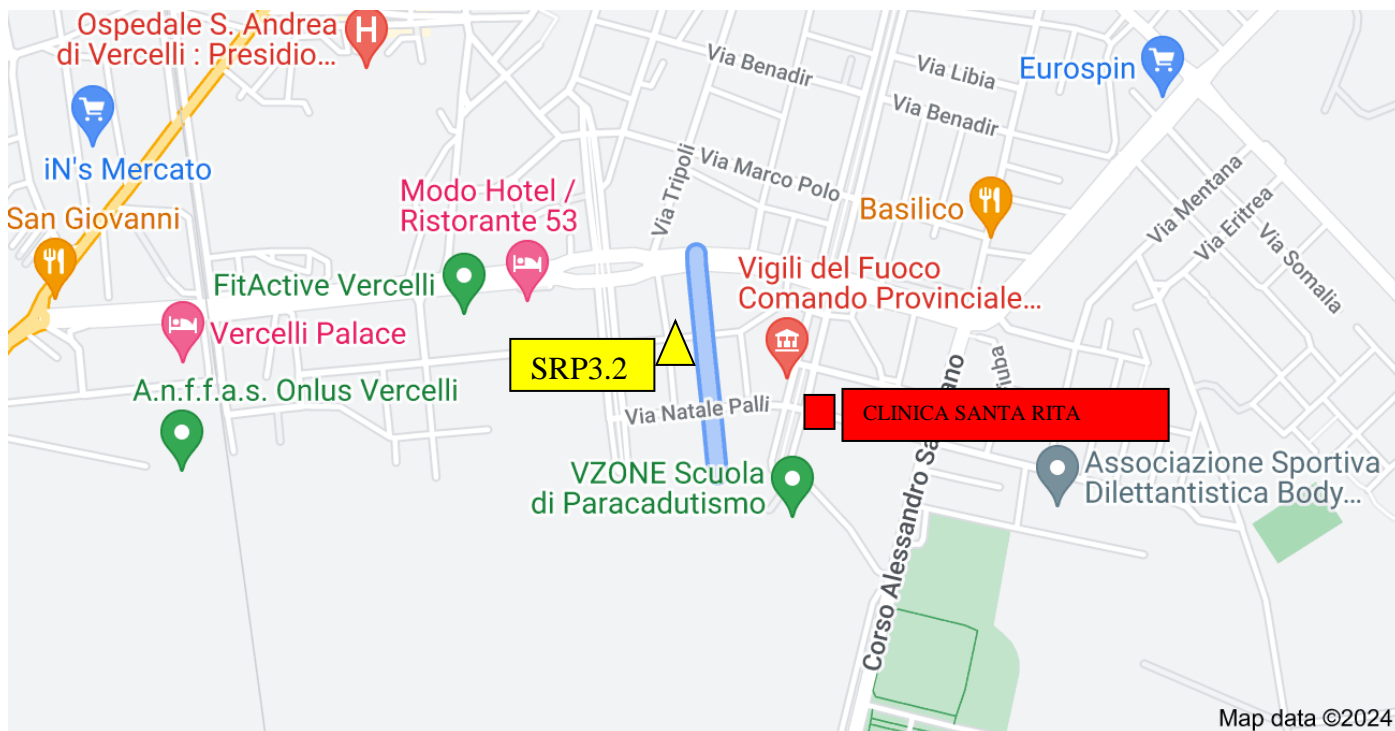 Ospedale S. Andrea
di Vercelli : Presidio...
H
Via Benadir
Via Libia
Eurospin
Via Benadir
iN's Mercato
Via Marco Polo
Via Mentana
Modo Hotel /
Ristorante 53
Via Tripoli
Basilico
Via Eritrea
San Giovanni
Via Somalia
FitActive Vercelli
Vigili del Fuoco
Comando Provinciale...
Vercelli Palace
SRP3.2
A.n.f.f.a.s. Onlus Vercelli
Via Natale Palli
CLINICA SANTA RITA
VZONE Scuola
di Paracadutismo
Associazione Sportiva
Dilettantistica Body...
Corso Alessandro
Map data ©2024